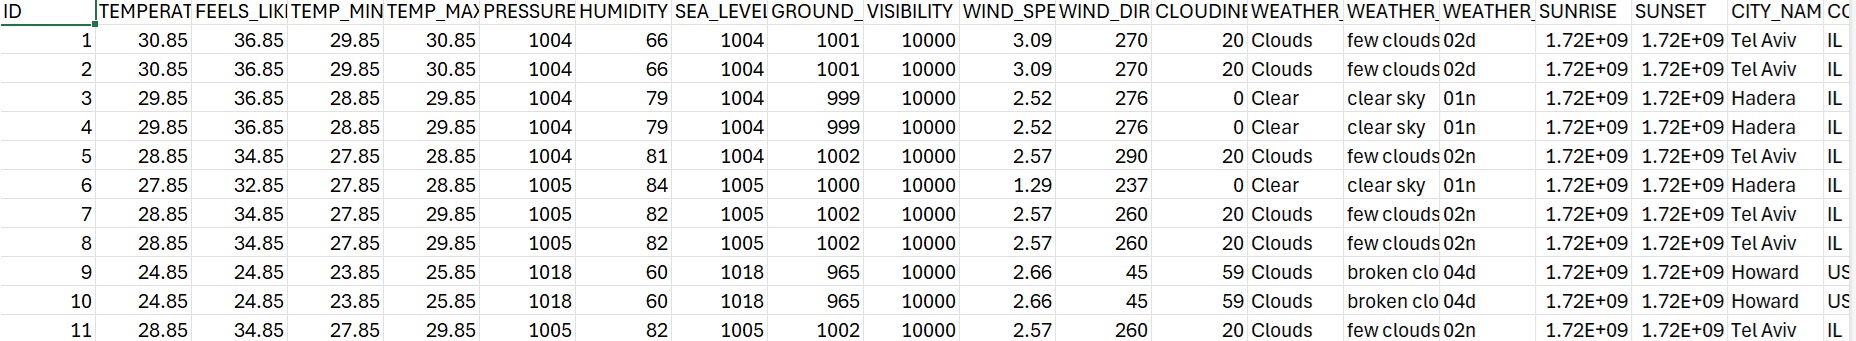 ID TEMPERAT FEELS_LIKI TEMP_MIN TEMP_MAX PRESSURE HUMIDITY SEA_LEVEL GROUND_ VISIBILITY WIND_SPE WIND_DIR CLOUDINE WEATHER_ WEATHER_ WEATHER_ SUNRISE SUNSET CITY_NAM CO
1 30.85 36.85 29.85 30.85 1004 66 1004 1001 10000 3.09 270 20 Clouds few clouds 02d 1.72E+09 1.72E+09 Tel Aviv IL
2 30.85 36.85 29.85 30.85 1004 66 1004 1001 10000 3.09 270 20 Clouds few clouds 02d 1.72E+09 1.72E+09 Tel Aviv IL
3 29.85 36.85 28.85 29.85 1004 79 1004 999 10000 2.52 276 0 Clear clear sky 01n 1.72E+09 1.72E+09 Hadera IL
4 29.85 36.85 28.85 29.85 1004 79 1004 999 10000 2.52 276 0 Clear clear sky 01n 1.72E+09 1.72E+09 Hadera IL
5 28.85 34.85 27.85 28.85 1004 81 1004 1002 10000 2.57 290 20 Clouds few clouds 02n 1.72E+09 1.72E+09 Tel Aviv IL
6 27.85 32.85 27.85 28.85 1005 84 1005 1000 10000 1.29 237 0 Clear clear sky 01n 1.72E+09 1.72E+09 Hadera IL
7 28.85 34.85 27.85 29.85 1005 82 1005 1002 10000 2.57 260 20 Clouds few clouds 02n 1.72E+09 1.72E+09 Tel Aviv IL
8 28.85 34.85 27.85 29.85 1005 82 1005 1002 10000 2.57 260 20 Clouds few clouds 02n 1.72E+09 1.72E+09 Tel Aviv IL
9 24.85 24.85 23.85 25.85 1018 60 1018 965 10000 2.66 45 59 Clouds broken clo 04d 1.72E+09 1.72E+09 Howard US
10 24.85 24.85 23.85 25.85 1018 60 1018 965 10000 2.66 45 59 Clouds broken clo 04d 1.72E+09 1.72E+09 Howard US
11 28.85 34.85 27.85 29.85 1005 82 1005 1002 10000 2.57 260 20 Clouds few clouds 02n 1.72E+09 1.72E+09 Tel Aviv IL